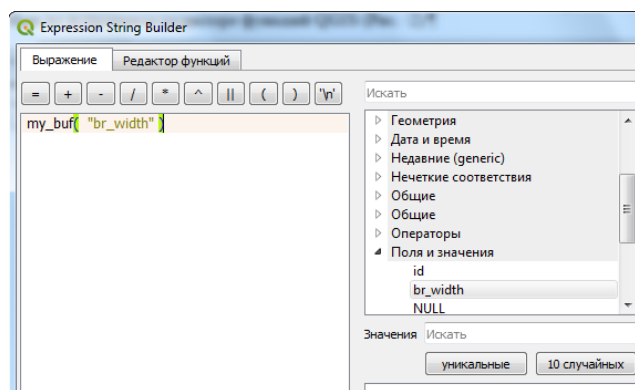 Expression String Builder
Выражение
Редактор функций
= + - / * ^ || ( ) '\n'
my_buf( "br_width" )
Искать
Геометрия
Дата и время
Недавние (generic)
Нечеткие соответствия
Общие
Общие
Операторы
Поля и значения
id
br_width
NULL
Значения Искать
уникальные 10 случайных